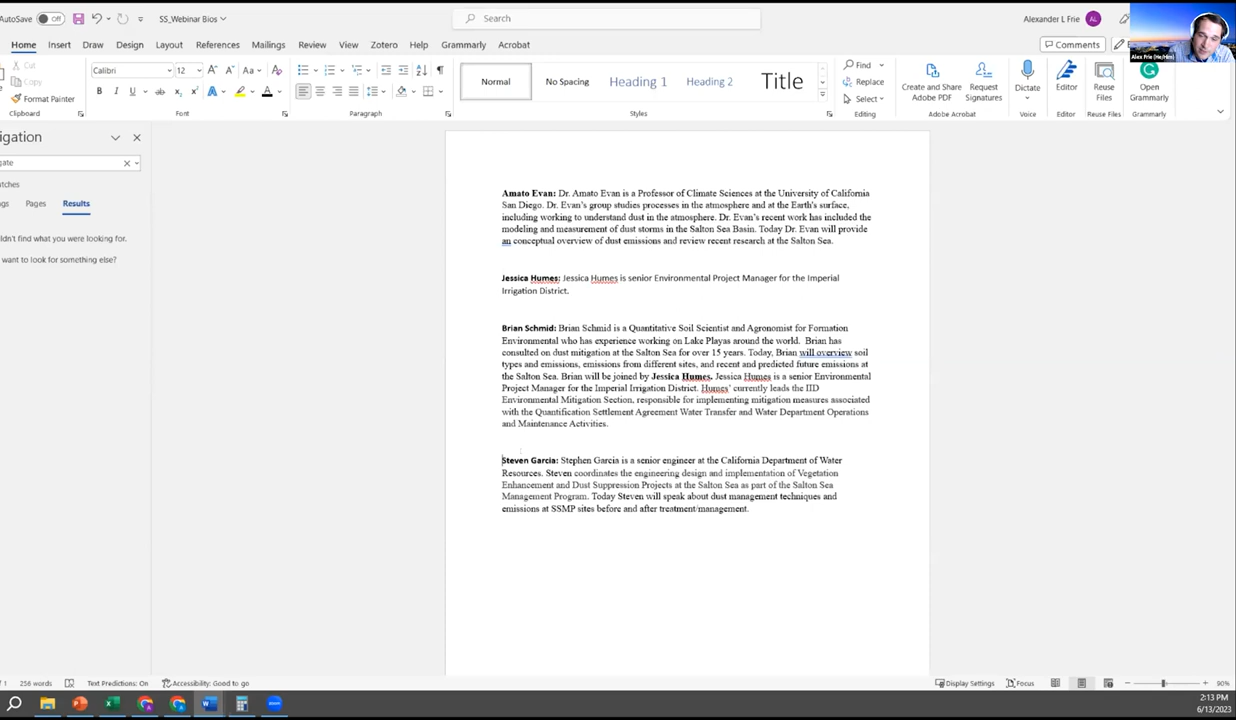 AutoSave Off SS_Webinar Bios Search Alexander L Frie AL
Home Insert Draw Design Layout References Mailings Review View Zotero Help Grammarly Acrobat Comments
Cut
Copy
Format Painter
Clipboard
Calibri 12
Font
Paragraph
Normal No Spacing Heading 1 Heading 2 Title
Styles
Find
Replace
Select
Editing
Create and Share Adobe PDF
Request Signatures
Adobe Acrobat
Dictate
Voice
Editor
Editor
Reuse Files
Reuse Files
Open Grammarly
Grammarly
Alex Frie (He/Him)
igation
gate
tches
gs Pages Results
ldn't find what you were looking for.
want to look for something else?
Amato Evan: Dr. Amato Evan is a Professor of Climate Sciences at the University of California
San Diego. Dr. Evan's group studies processes in the atmosphere and at the Earth's surface,
including working to understand dust in the atmosphere. Dr. Evan's recent work has included the
modeling and measurement of dust storms in the Salton Sea Basin. Today Dr. Evan will provide
an conceptual overview of dust emissions and review recent research at the Salton Sea.
Jessica Humes: Jessica Humes is senior Environmental Project Manager for the Imperial
Irrigation District.
Brian Schmid: Brian Schmid is a Quantitative Soil Scientist and Agronomist for Formation
Environmental who has experience working on Lake Playas around the world. Brian has
consulted on dust mitigation at the Salton Sea for over 15 years. Today, Brian will overview soil
types and emissions, emissions from different sites, and recent and predicted future emissions at
the Salton Sea. Brian will be joined by Jessica Humes. Jessica Humes is a senior Environmental
Project Manager for the Imperial Irrigation District. Humes' currently leads the IID
Environmental Mitigation Section, responsible for implementing mitigation measures associated
with the Quantification Settlement Agreement Water Transfer and Water Department Operations
and Maintenance Activities.
Steven Garcia: Stephen Garcia is a senior engineer at the California Department of Water
Resources. Steven coordinates the engineering design and implementation of Vegetation
Enhancement and Dust Suppression Projects at the Salton Sea as part of the Salton Sea
Management Program. Today Steven will speak about dust management techniques and
emissions at SSMP sites before and after treatment/management.
f 1 256 words Text Predictions: On Accessibility: Good to go Display Settings Focus 90%
2:13 PM
6/13/2023